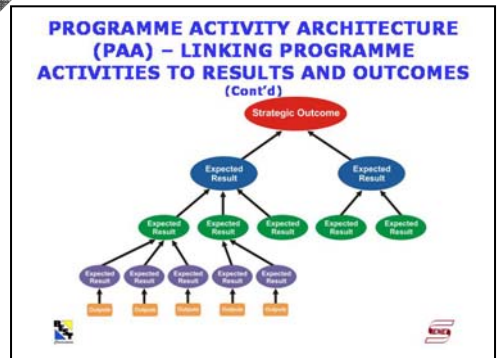 PROGRAMME ACTIVITY ARCHITECTURE
(PAA) – LINKING PROGRAMME
ACTIVITIES TO RESULTS AND OUTCOMES
(Cont'd)
Strategic Outcome
Expected
Result
Expected
Result
Expected
Result
Expected
Result
Expected
Result
Expected
Result
Expected
Result
Expected
Result
Expected
Result
Expected
Result
Expected
Result
Expected
Result
Outputs
Outputs
Outputs
Outputs
Outputs